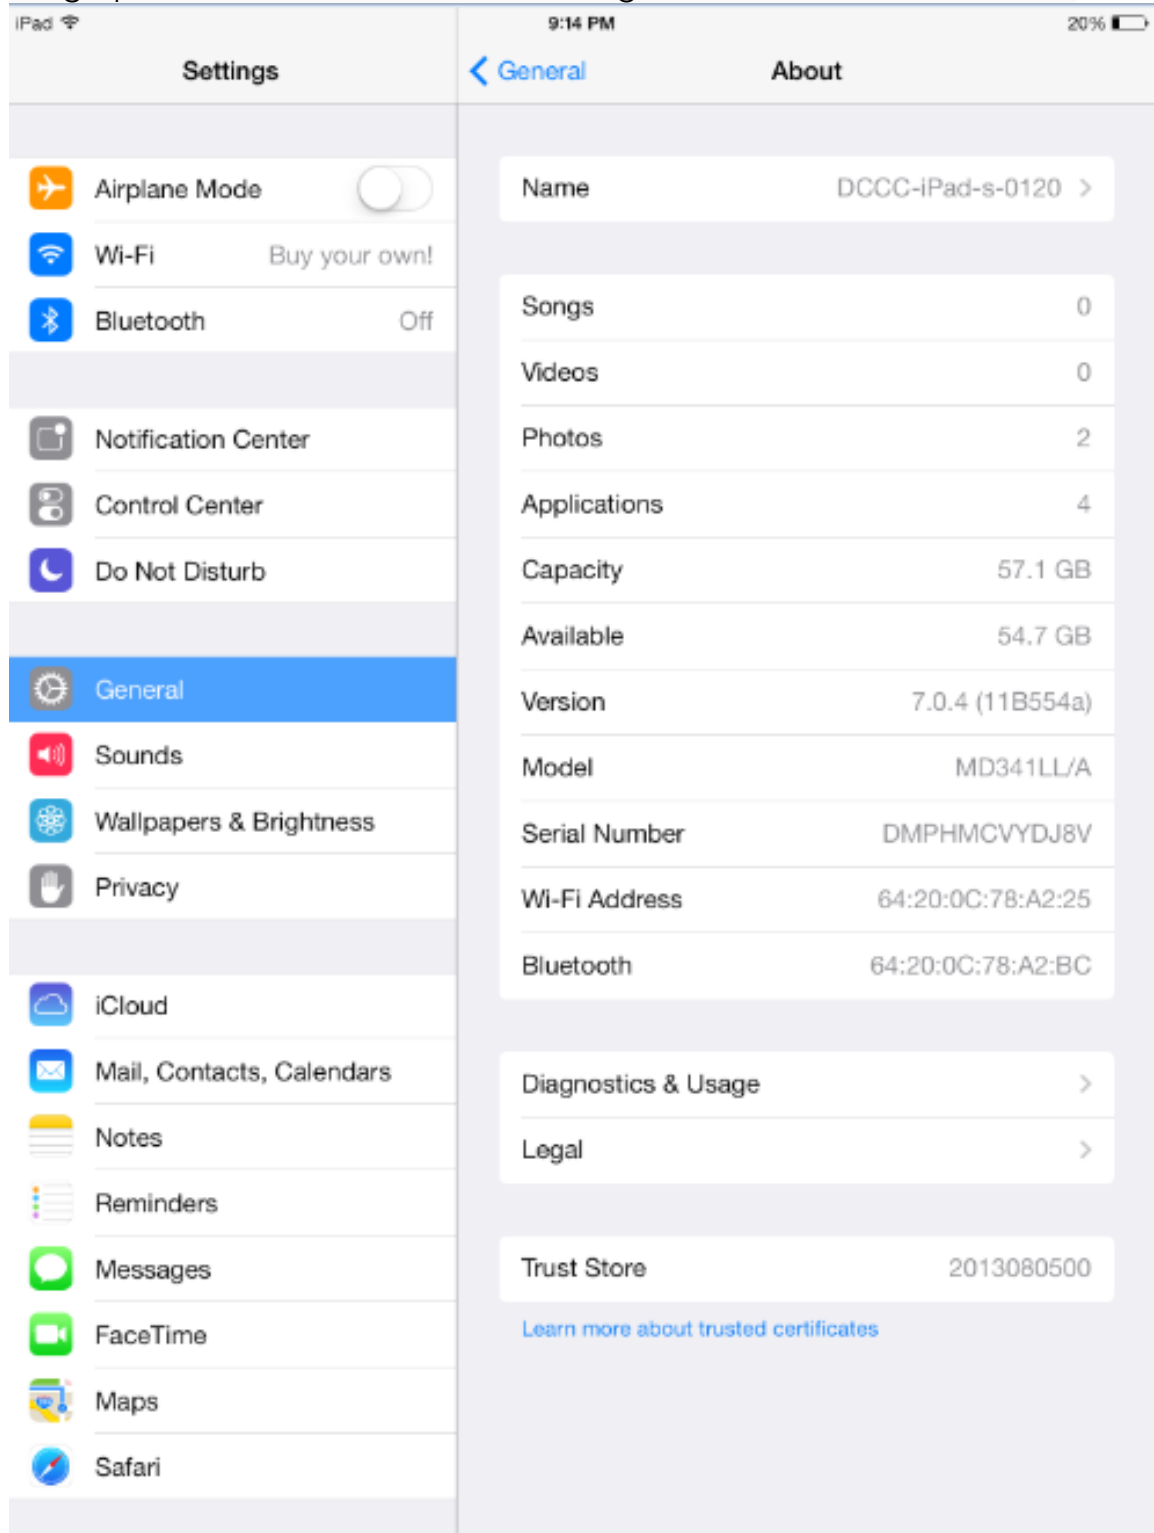 iPad 9:14 PM 20%
Settings
General About
Airplane Mode
Wi-Fi Buy your own!
Bluetooth Off
Notification Center
Control Center
Do Not Disturb
General
Sounds
Wallpapers & Brightness
Privacy
iCloud
Mail, Contacts, Calendars
Notes
Reminders
Messages
FaceTime
Maps
Safari
Name DCCC-iPad-s-0120
Songs 0
Videos 0
Photos 2
Applications 4
Capacity 57.1 GB
Available 54.7 GB
Version 7.0.4 (11B554a)
Model MD341LL/A
Serial Number DMPHMCVYDJ8V
Wi-Fi Address 64:20:0C:78:A2:25
Bluetooth 64:20:0C:78:A2:BC
Diagnostics & Usage
Legal
Trust Store 2013080500
Learn more about trusted certificates